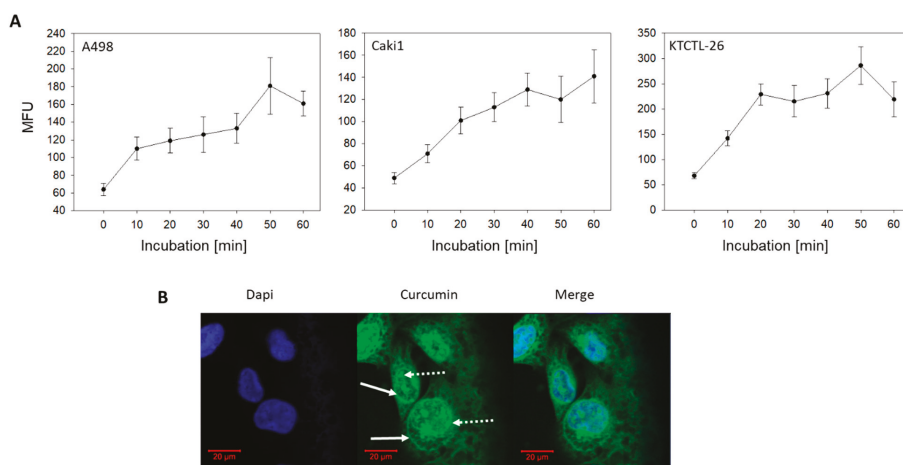 A
A498
Caki1
KTCTL-26
MFU
240
220
200
180
160
140
120
100
80
60
40
0 10 20 30 40 50 60
Incubation [min]
180
160
140
120
100
80
60
40
20
0 10 20 30 40 50 60
Incubation [min]
350
300
250
200
150
100
50
0
0 10 20 30 40 50 60
Incubation [min]
B
Dapi
Curcumin
Merge
20 µm
20 µm
20 µm